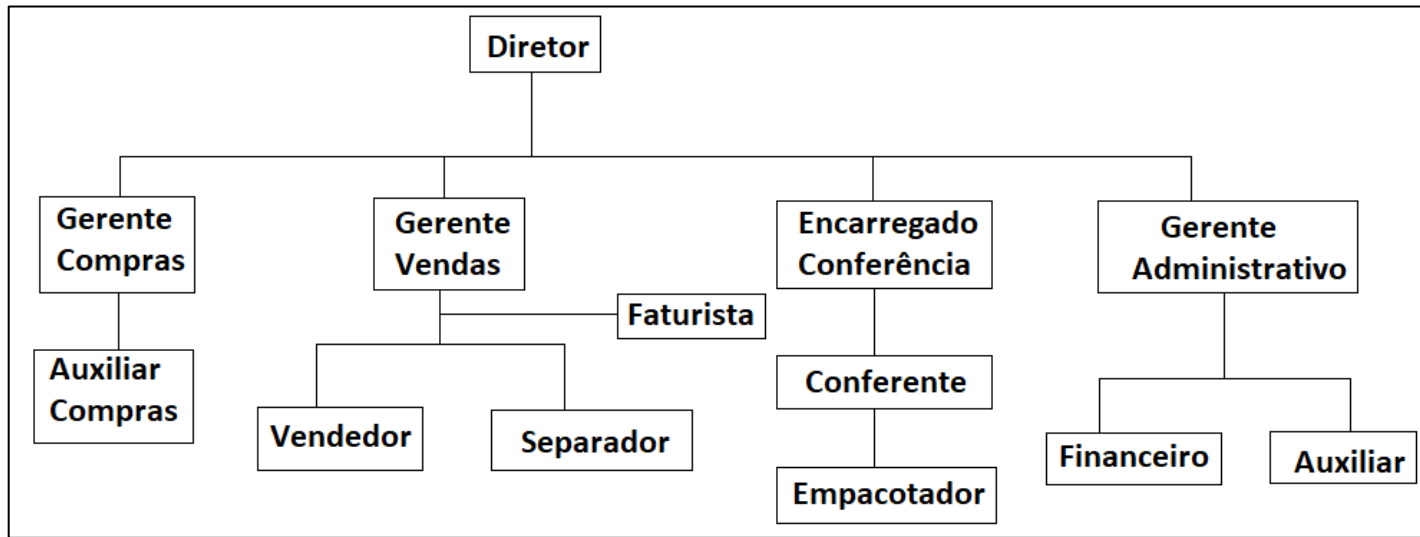 Diretor
Gerente
Compras
Gerente
Vendas
Encarregado
Conferência
Gerente
Administrativo
Faturista
Auxiliar
Compras
Conferente
Vendedor
Separador
Financeiro
Auxiliar
Empacotador